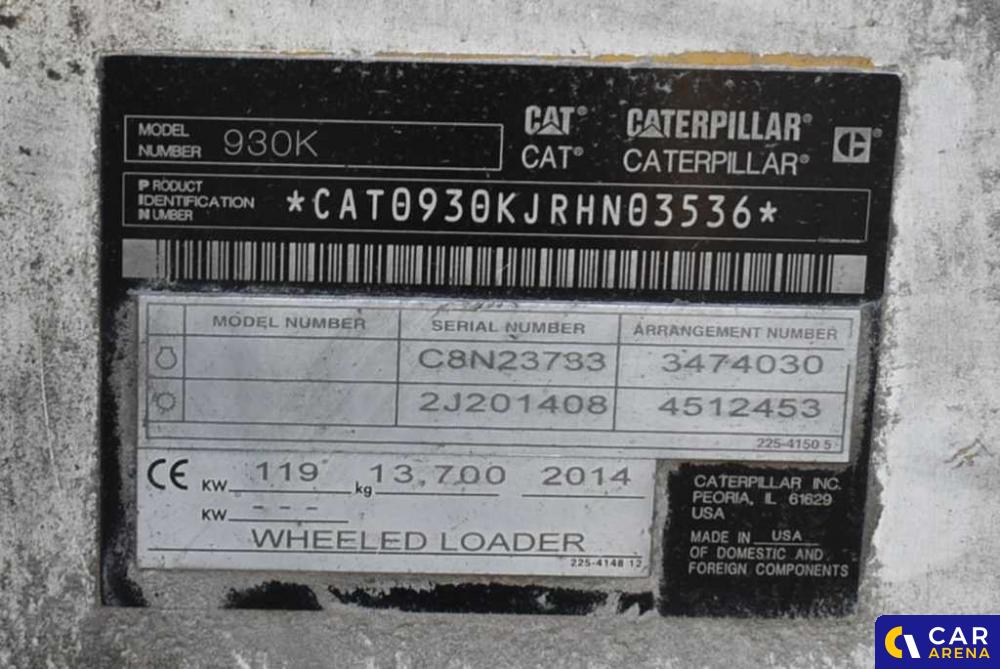 MODEL NUMBER 930K
CAT® CATERPILLAR®
CAT® CATERPILLAR®
PRODUCT IDENTIFICATION NUMBER *CAT0930KJRHN03536*
MODEL NUMBER SERIAL NUMBER ARRANGEMENT NUMBER
C8N23733 3474030
2J201408 4512453
225-4150 5
CE KW 119 kg 13,700 2014
KW - - -
WHEELED LOADER
225-4148 12
CATERPILLAR INC.
PEORIA, IL 61629
USA
MADE IN USA
OF DOMESTIC AND
FOREIGN COMPONENTS
CAR
ARENA